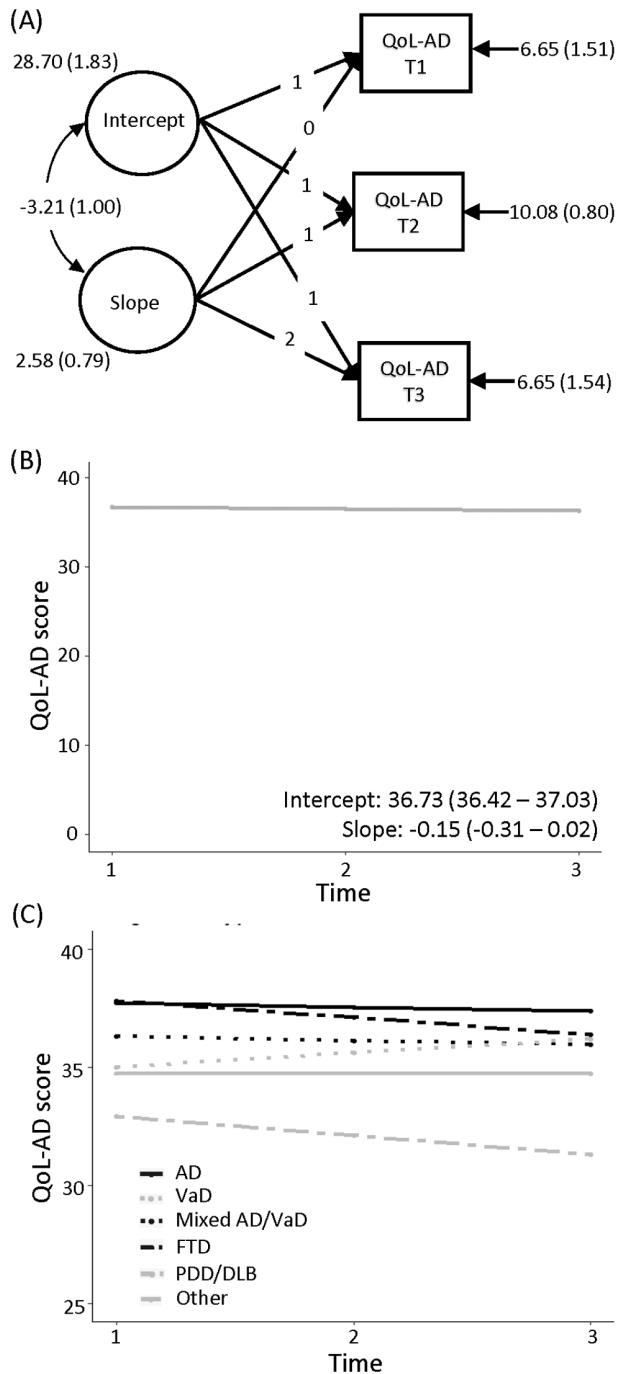 (A)
28.70 (1.83)
Intercept
-3.21 (1.00)
Slope
2.58 (0.79)
1
0
1
1
1
2
QoL-AD
T1
6.65 (1.51)
QoL-AD
T2
10.08 (0.80)
QoL-AD
T3
6.65 (1.54)
(B)
QoL-AD score
40
30
20
10
0
Intercept: 36.73 (36.42 – 37.03)
Slope: -0.15 (-0.31 – 0.02)
1
2
3
Time
(C)
QoL-AD score
40
35
30
25
AD
VaD
Mixed AD/VaD
FTD
PDD/DLB
Other
1
2
3
Time